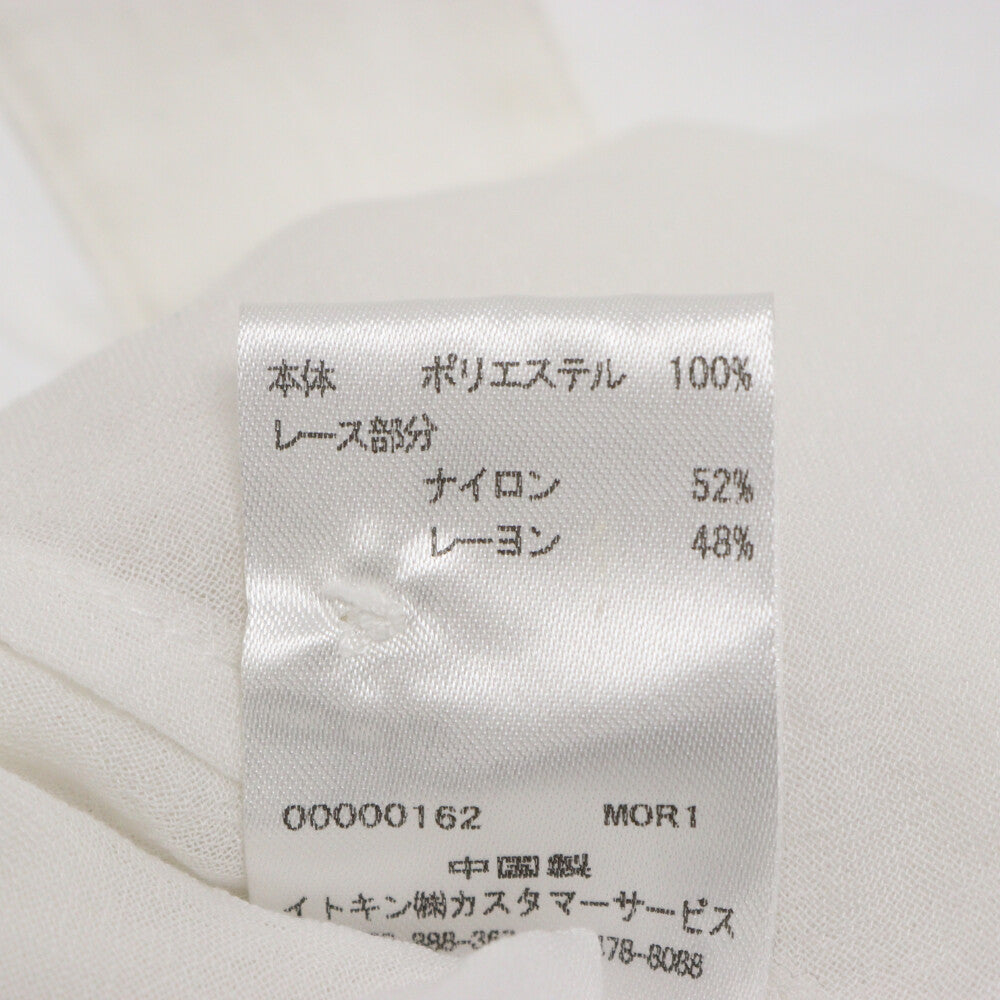 本体 ポリエステル 100%
レース部分
ナイロン 52%
レーヨン 48%
00000162 MOR1
中国製
イトキン㈱カスタマーサービス